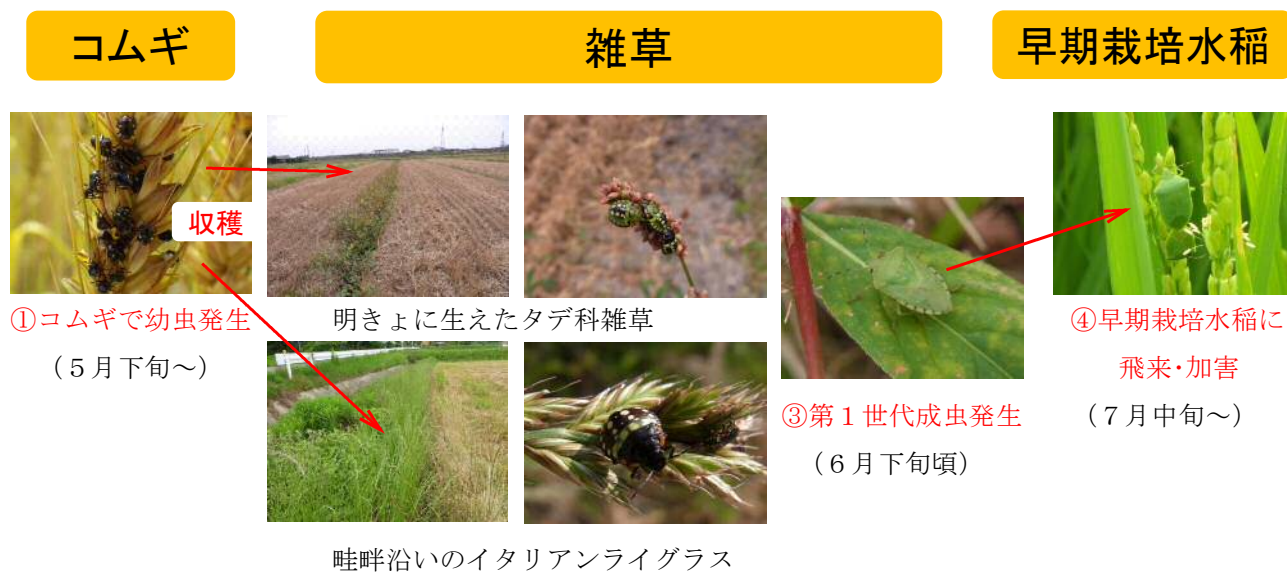 コムギ
雑草
早期栽培水稲
収穫
①コムギで幼虫発生
（５月下旬～）
明きょに生えたタデ科雑草
畦畔沿いのイタリアンライグラス
③第１世代成虫発生
（６月下旬頃）
④早期栽培水稲に
飛来・加害
（７月中旬～）